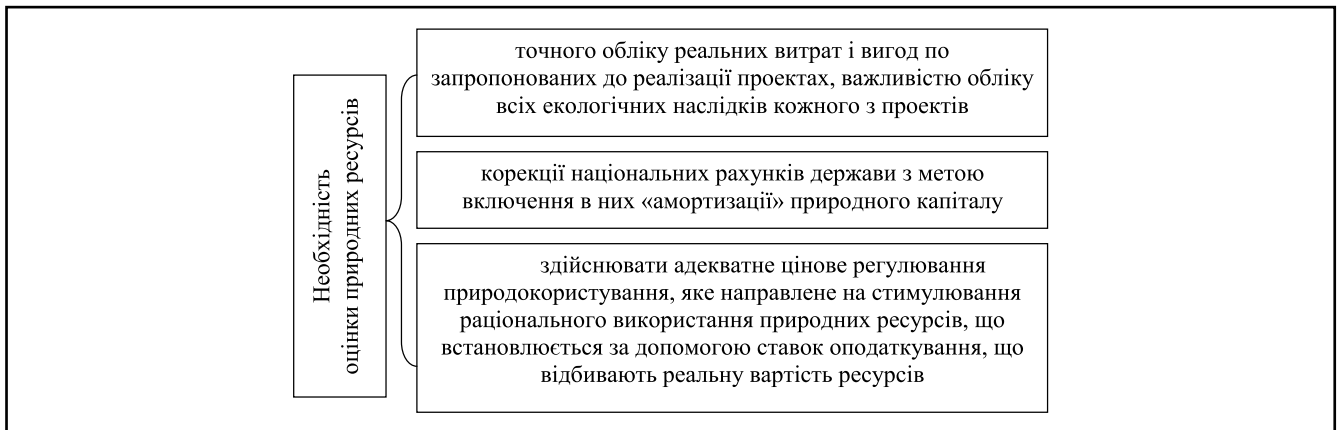 Необхідність
оцінки природних ресурсів
точного обліку реальних витрат і вигод по
запропонованих до реалізації проектах, важливістю обліку
всіх екологічних наслідків кожного з проектів
корекції національних рахунків держави з метою
включення в них «амортизації» природного капіталу
здійснювати адекватне цінове регулювання
природокористування, яке направлене на стимулювання
раціонального використання природних ресурсів, що
встановлюється за допомогою ставок оподаткування, що
відбивають реальну вартість ресурсів